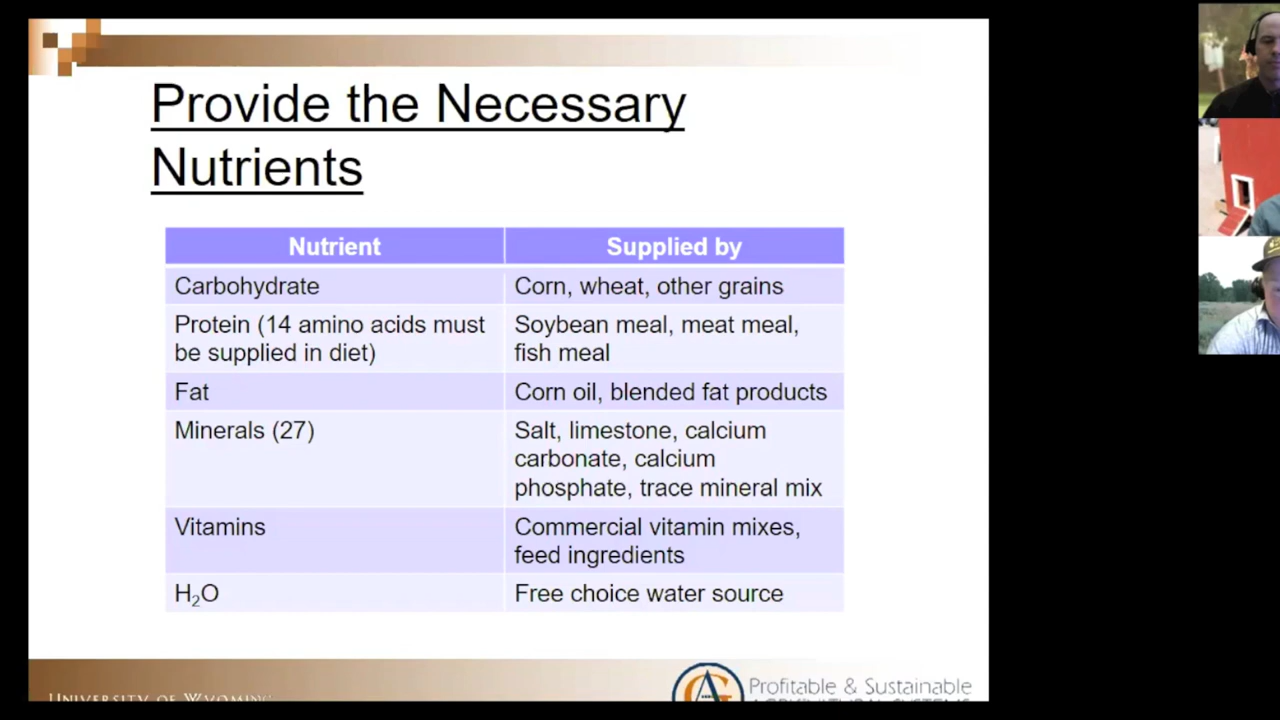 Provide the Necessary
Nutrients
Nutrient Supplied by
Carbohydrate Corn, wheat, other grains
Protein (14 amino acids must
be supplied in diet)
Soybean meal, meat meal,
fish meal
Fat Corn oil, blended fat products
Minerals (27)
Salt, limestone, calcium
carbonate, calcium
phosphate, trace mineral mix
Vitamins
Commercial vitamin mixes,
feed ingredients
H₂O Free choice water source
UNIVERSITY OF WYOMING
Profitable & Sustainable
AGRICULTURAL SYSTEMS